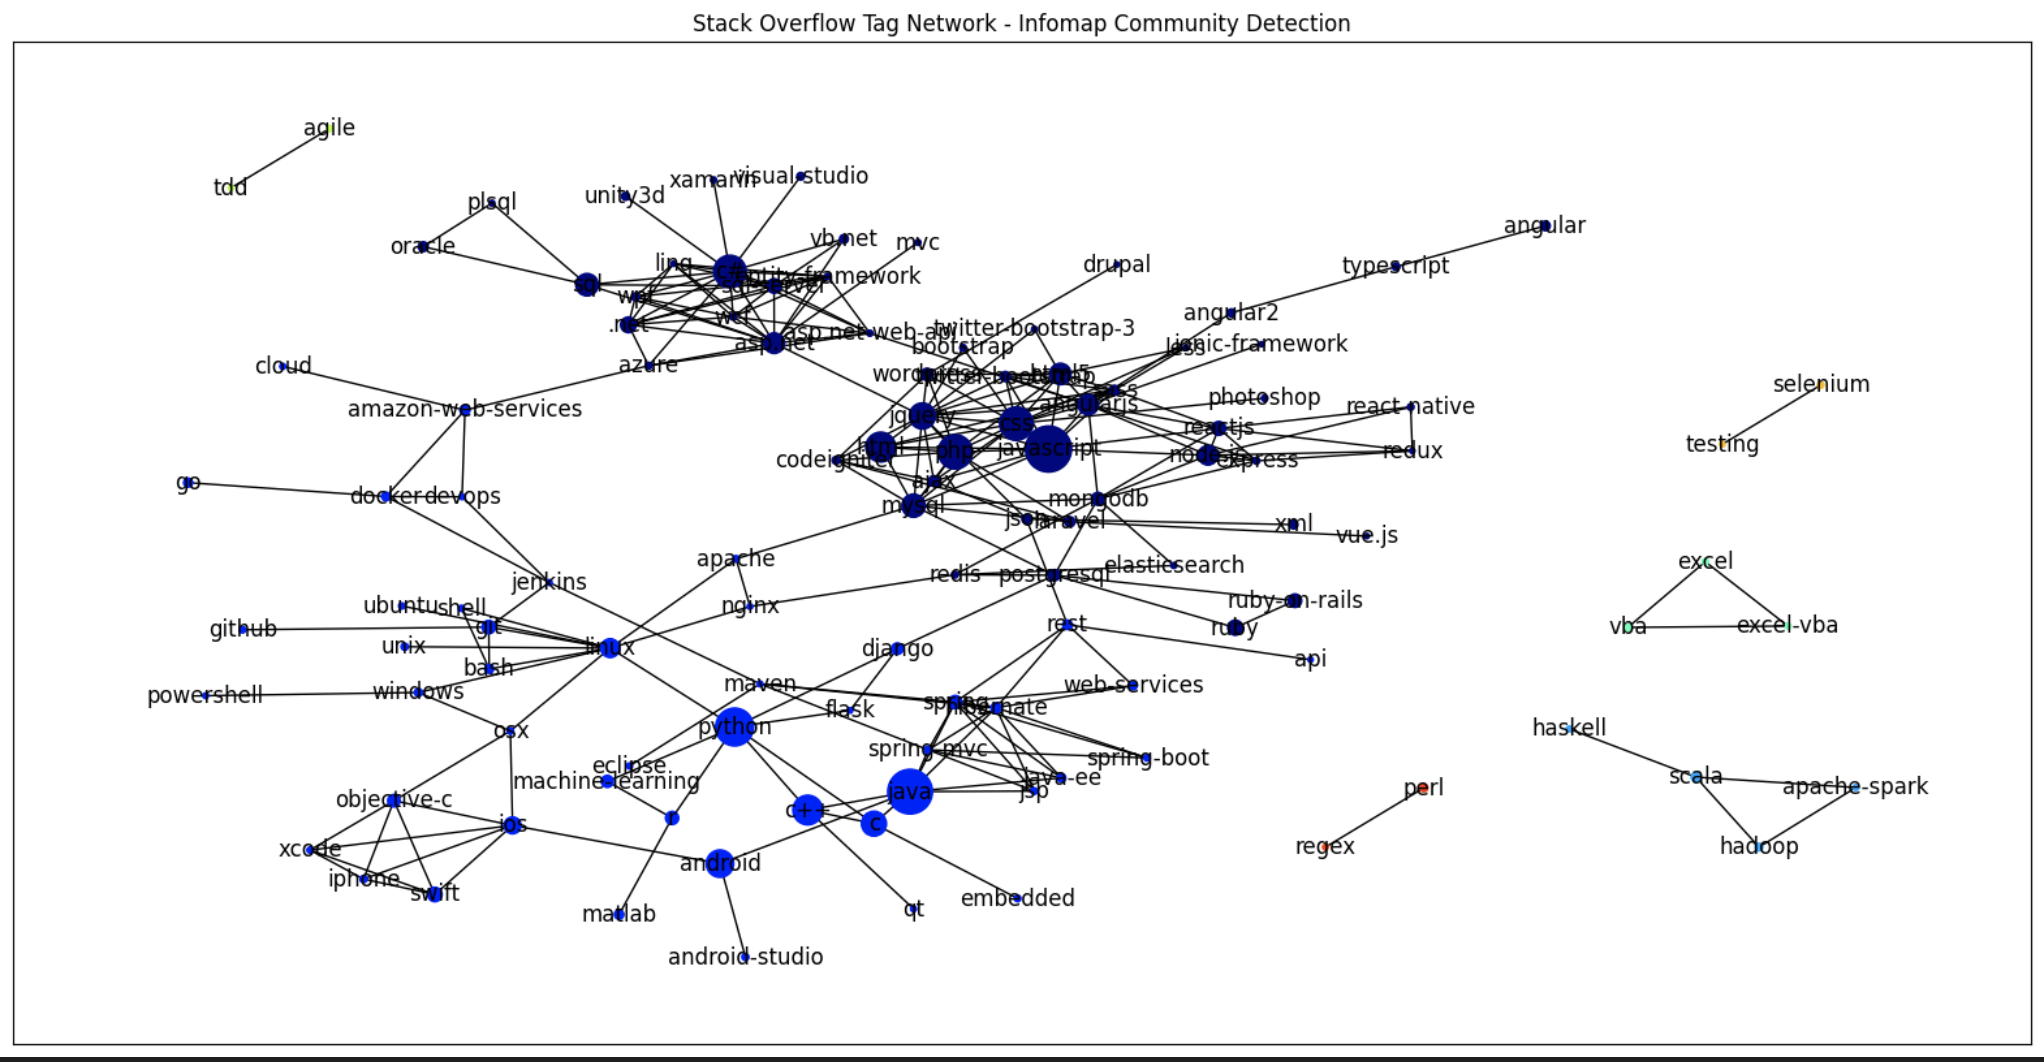 Stack Overflow Tag Network - Infomap Community Detection
agile
tdd
plsql
oracle
unity3d
xamarin
visual-studio
vb.net
mvc
linq
c#
entity-framework
sql-server
sql
wpf
.net
wcf
asp.net
asp.net-web-api
azure
cloud
amazon-web-services
drupal
angular
typescript
angular2
twitter-bootstrap-3
bootstrap
less
ionic-framework
wordpress
twitter-bootstrap
html5
sass
angularjs
photoshop
react-native
jquery
css
reactjs
html
php
javascript
node.js
express
redux
codeigniter
ajax
mysql
mongodb
json
laravel
xml
vue.js
selenium
testing
go
docker
devops
jenkins
apache
redis
postgresql
elasticsearch
nginx
ruby-on-rails
ruby
ubuntu
shell
github
git
unix
linux
bash
powershell
windows
osx
django
rest
api
maven
web-services
spring
hibernate
python
flask
spring-mvc
spring-boot
eclipse
machine-learning
java-ee
jsp
java
objective-c
c++
c
r
ios
xcode
iphone
swift
android
matlab
qt
embedded
android-studio
excel
vba
excel-vba
haskell
scala
apache-spark
hadoop
perl
regex